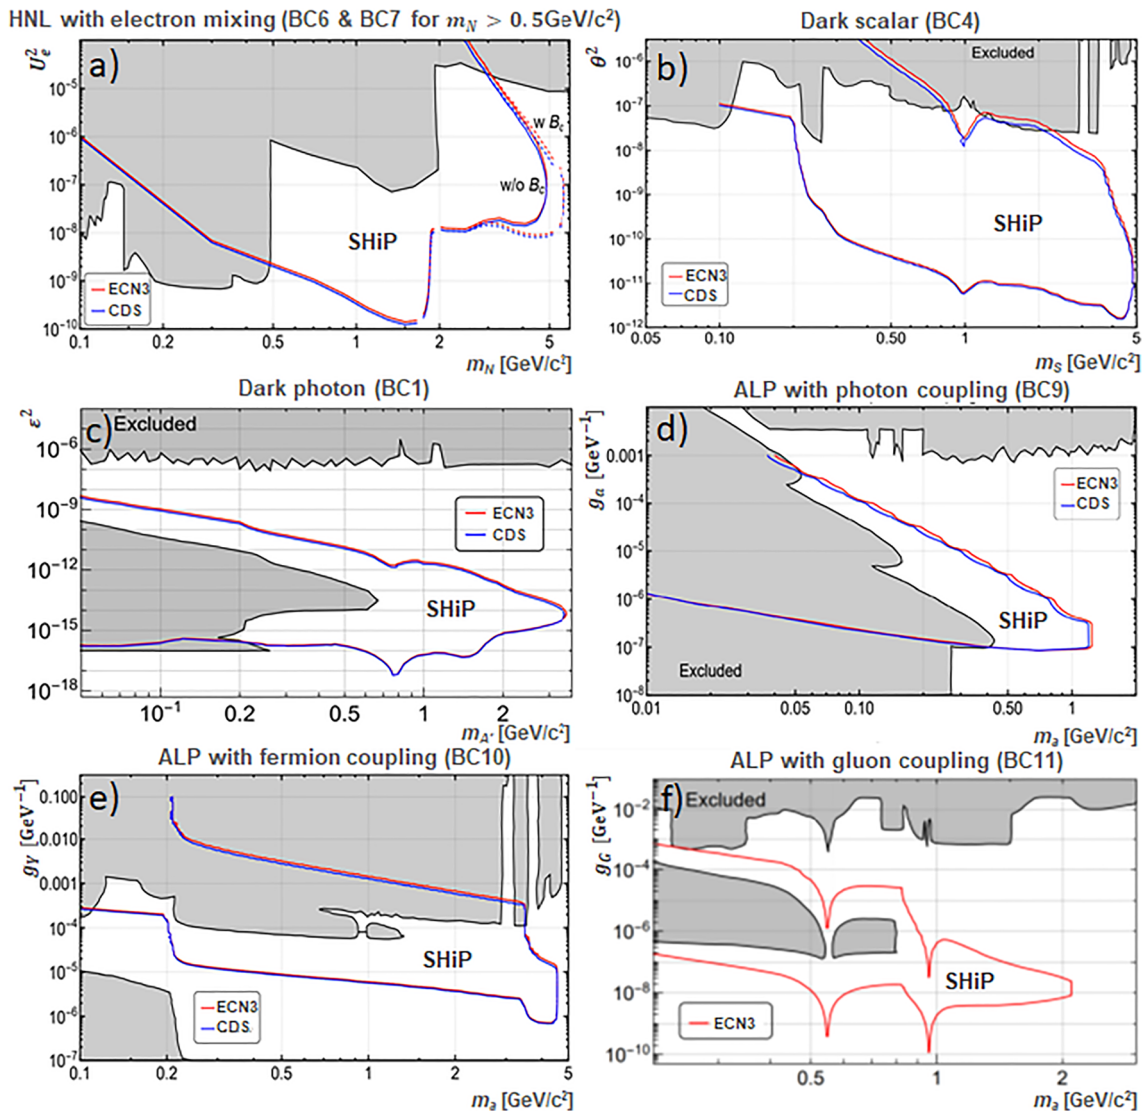 HNL with electron mixing (BC6 & BC7 for m_N > 0.5GeV/c²)
a)
U_e²
10⁻⁵
10⁻⁶
10⁻⁷
10⁻⁸
10⁻⁹
10⁻¹⁰
w B_c
w/o B_c
SHiP
ECN3
CDS
0.1 0.2 0.5 1 2 5
m_N [GeV/c²]
Dark scalar (BC4)
b)
θ²
Excluded
10⁻⁶
10⁻⁷
10⁻⁸
10⁻⁹
10⁻¹⁰
10⁻¹¹
10⁻¹²
SHiP
ECN3
CDS
0.05 0.10 0.50 1 5
m_S [GeV/c²]
Dark photon (BC1)
c)
ε²
Excluded
10⁻⁶
10⁻⁹
10⁻¹²
10⁻¹⁵
10⁻¹⁸
ECN3
CDS
SHiP
10⁻¹ 0.2 0.5 1 2
m_A' [GeV/c²]
ALP with photon coupling (BC9)
d)
g_a [GeV⁻¹]
0.001
10⁻⁴
10⁻⁵
10⁻⁶
10⁻⁷
10⁻⁸
ECN3
CDS
SHiP
Excluded
0.01 0.05 0.10 0.50 1
m_a [GeV/c²]
ALP with fermion coupling (BC10)
e)
g_Y [GeV⁻¹]
0.100
0.010
0.001
10⁻⁴
10⁻⁵
10⁻⁶
10⁻⁷
SHiP
ECN3
CDS
0.1 0.2 0.5 1 2 5
m_a [GeV/c²]
ALP with gluon coupling (BC11)
f)
g_G [GeV⁻¹]
Excluded
10⁻²
10⁻⁴
10⁻⁶
10⁻⁸
10⁻¹⁰
SHiP
ECN3
0.5 1 2
m_a [GeV/c²]